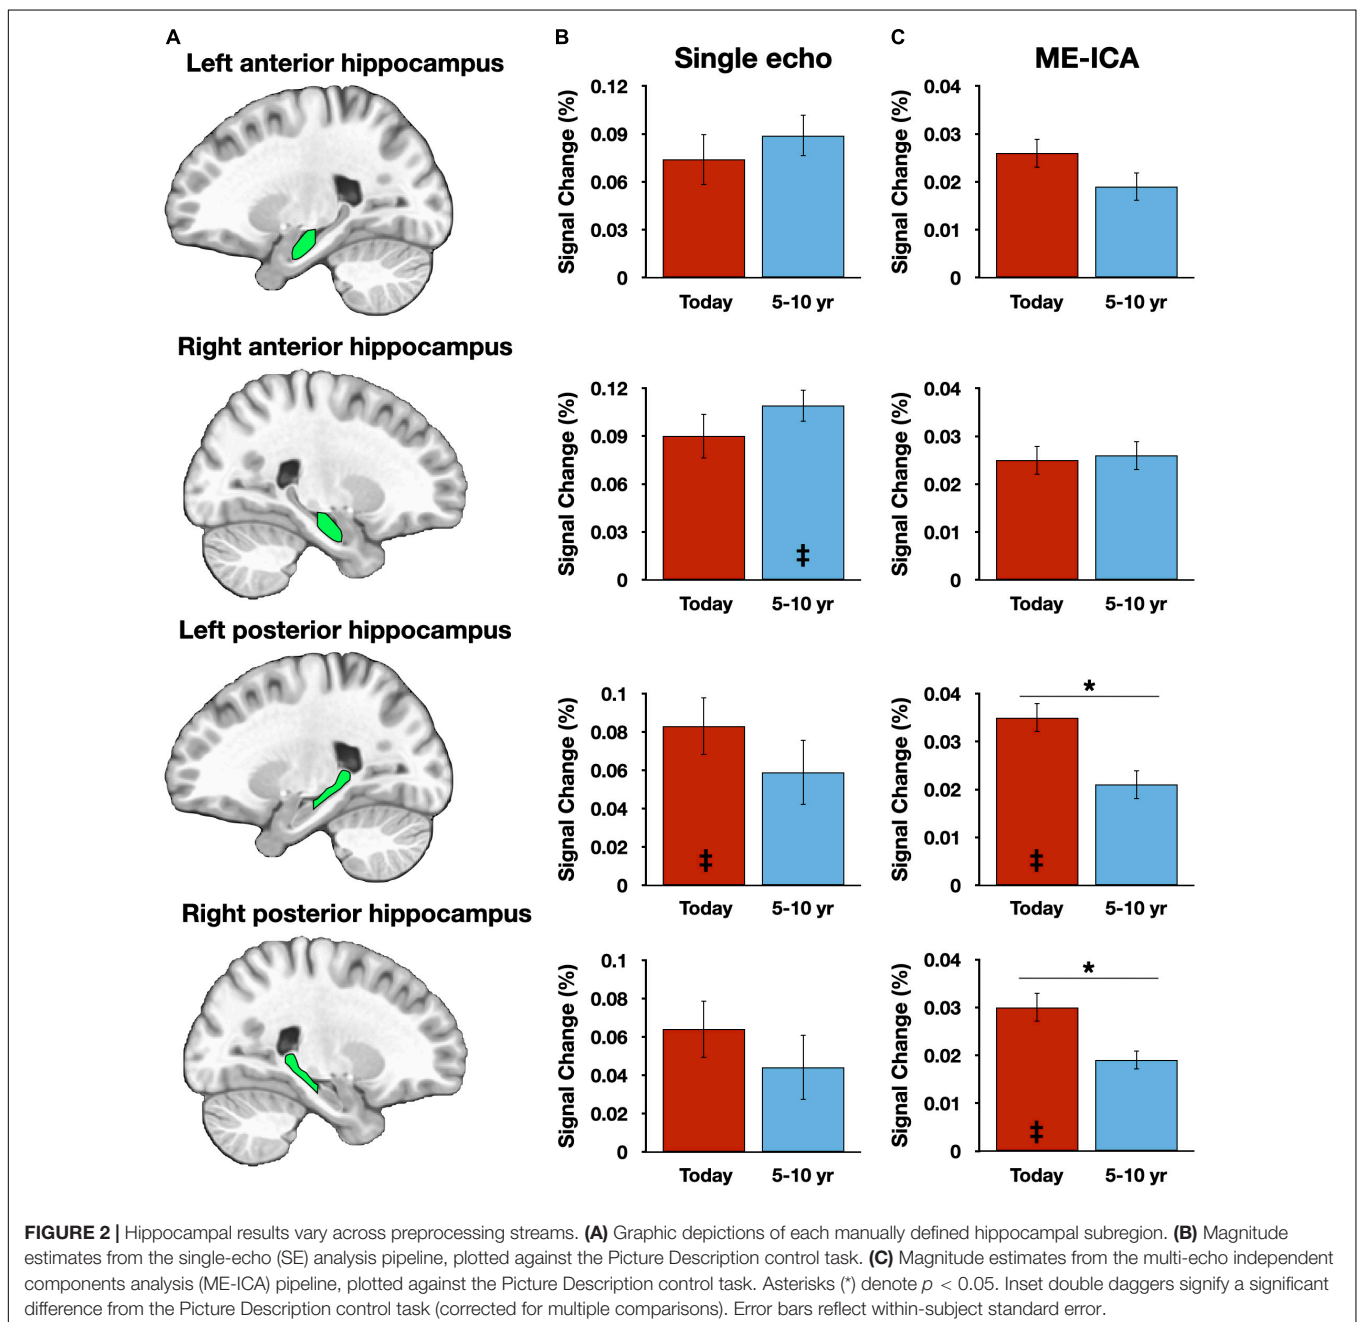 A
B
C
Left anterior hippocampus
Single echo
ME-ICA
Signal Change (%)
0.12
0.09
0.06
0.03
0
Today 5-10 yr
Signal Change (%)
0.04
0.03
0.02
0.01
0
Today 5-10 yr
Right anterior hippocampus
Signal Change (%)
0.12
0.09
0.06
0.03
0
‡
Today 5-10 yr
Signal Change (%)
0.04
0.03
0.02
0.01
0
Today 5-10 yr
Left posterior hippocampus
Signal Change (%)
0.1
0.08
0.06
0.04
0.02
0
‡
Today 5-10 yr
Signal Change (%)
0.04
0.03
0.02
0.01
0
*
‡
Today 5-10 yr
Right posterior hippocampus
Signal Change (%)
0.1
0.08
0.06
0.04
0.02
0
Today 5-10 yr
Signal Change (%)
0.04
0.03
0.02
0.01
0
*
‡
Today 5-10 yr
FIGURE 2 | Hippocampal results vary across preprocessing streams. (A) Graphic depictions of each manually defined hippocampal subregion. (B) Magnitude
estimates from the single-echo (SE) analysis pipeline, plotted against the Picture Description control task. (C) Magnitude estimates from the multi-echo independent
components analysis (ME-ICA) pipeline, plotted against the Picture Description control task. Asterisks (*) denote p < 0.05. Inset double daggers signify a significant
difference from the Picture Description control task (corrected for multiple comparisons). Error bars reflect within-subject standard error.